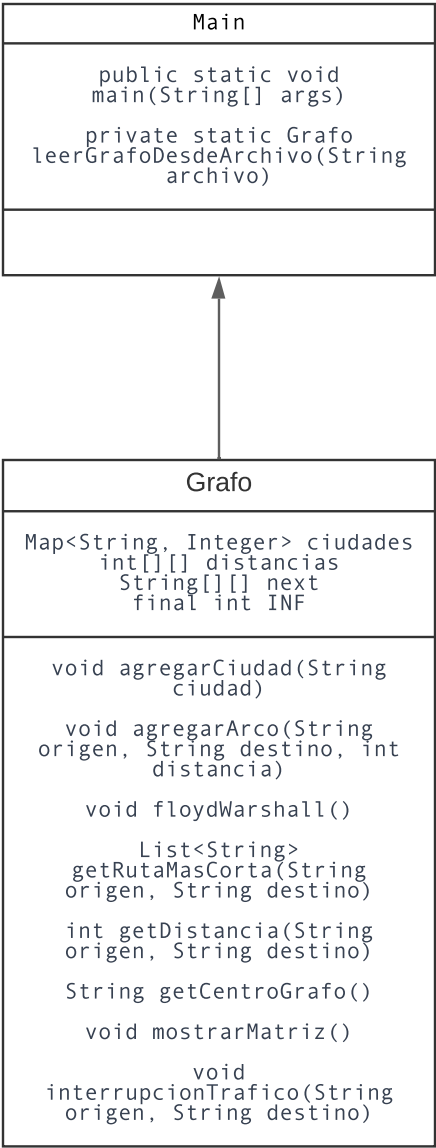 Main
public static void
main(String[] args)
private static Grafo
leerGrafoDesdeArchivo(String
archivo)
Grafo
Map<String, Integer> ciudades
int[][] distancias
String[][] next
final int INF
void agregarCiudad(String
ciudad)
void agregarArco(String
origen, String destino, int
distancia)
void floydWarshall()
List<String>
getRutaMasCorta(String
origen, String destino)
int getDistancia(String
origen, String destino)
String getCentroGrafo()
void mostrarMatriz()
void
interrupcionTrafico(String
origen, String destino)